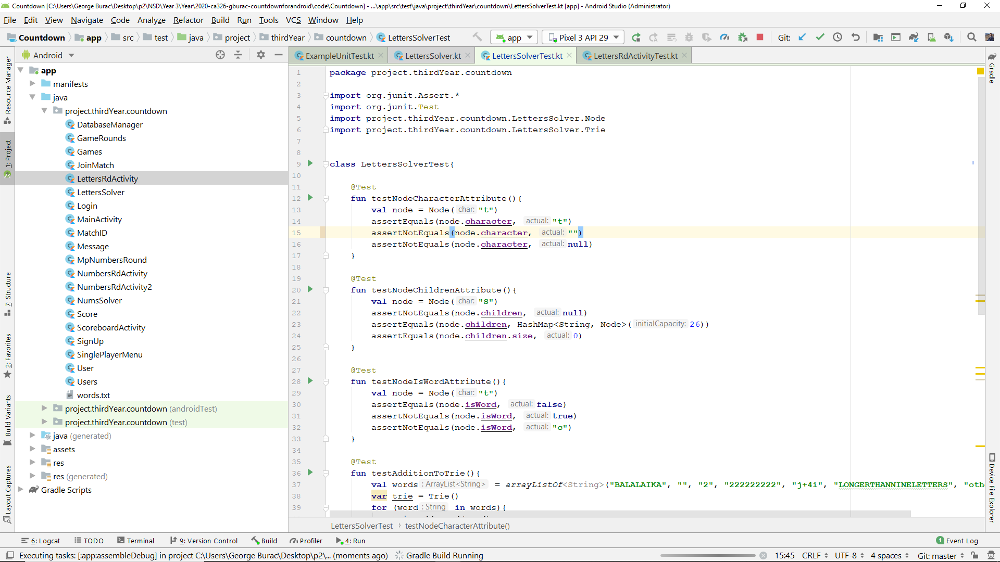 Countdown [C:\Users\George Burac\Desktop\p2\NSD\Year 3\Year\2020-ca326-gburac-countdownforandroid\code\Countdown] - ...\app\src\test\java\project\thirdYear\countdown\LettersSolverTest.kt [app] - Android Studio (Administrator)
File Edit View Navigate Code Analyze Refactor Build Run Tools VCS Window Help
Countdown app src test java project thirdYear countdown LettersSolverTest app Pixel 3 API 29 Git:
Android
ExampleUnitTest.kt LettersSolver.kt LettersSolverTest.kt LettersRdActivityTest.kt
Resource Manager
1: Project
7: Structure
2: Favorites
Build Variants
Layout Captures
app
manifests
java
project.thirdYear.countdown
DatabaseManager
GameRounds
Games
JoinMatch
LettersRdActivity
LettersSolver
Login
MainActivity
MatchID
Message
MpNumbersRound
NumbersRdActivity
NumbersRdActivity2
NumsSolver
Score
ScoreboardActivity
SignUp
SinglePlayerMenu
User
Users
words.txt
project.thirdYear.countdown (androidTest)
project.thirdYear.countdown (test)
java (generated)
assets
res
res (generated)
Gradle Scripts
1 package project.thirdYear.countdown
2
3 import org.junit.Assert.*
4 import org.junit.Test
5 import project.thirdYear.countdown.LettersSolver.Node
6 import project.thirdYear.countdown.LettersSolver.Trie
7
8
9 class LettersSolverTest{
10
11 @Test
12 fun testNodeCharacterAttribute(){
13 val node = Node( char: "t")
14 assertEquals(node.character, actual: "t")
15 assertNotEquals(node.character, actual: "")
16 assertNotEquals(node.character, actual: null)
17 }
18
19 @Test
20 fun testNodeChildrenAttribute(){
21 val node = Node( char: "S")
22 assertNotEquals(node.children, actual: null)
23 assertEquals(node.children, HashMap<String, Node>( initialCapacity: 26))
24 assertEquals(node.children.size, actual: 0)
25 }
26
27 @Test
28 fun testNodeIsWordAttribute(){
29 val node = Node( char: "t")
30 assertEquals(node.isWord, actual: false)
31 assertNotEquals(node.isWord, actual: true)
32 assertNotEquals(node.isWord, actual: "c")
33 }
34
35 @Test
36 fun testAdditionToTrie(){
37 val words : ArrayList<String> = arrayListOf<String>("BALALAIKA", "", "2", "222222222", "j+4i", "LONGERTHANNINELETTERS", "oth
38 var trie = Trie()
39 for (word : String in words){
LettersSolverTest testNodeCharacterAttribute()
Gradle
Device File Explorer
6: Logcat TODO Terminal 9: Version Control Build Profiler 4: Run 1 Event Log
Executing tasks: [:app:assembleDebug] in project C:\Users\George Burac\Desktop\p2\... (moments ago) Gradle Build Running 15:45 CRLF UTF-8 4 spaces Git: master